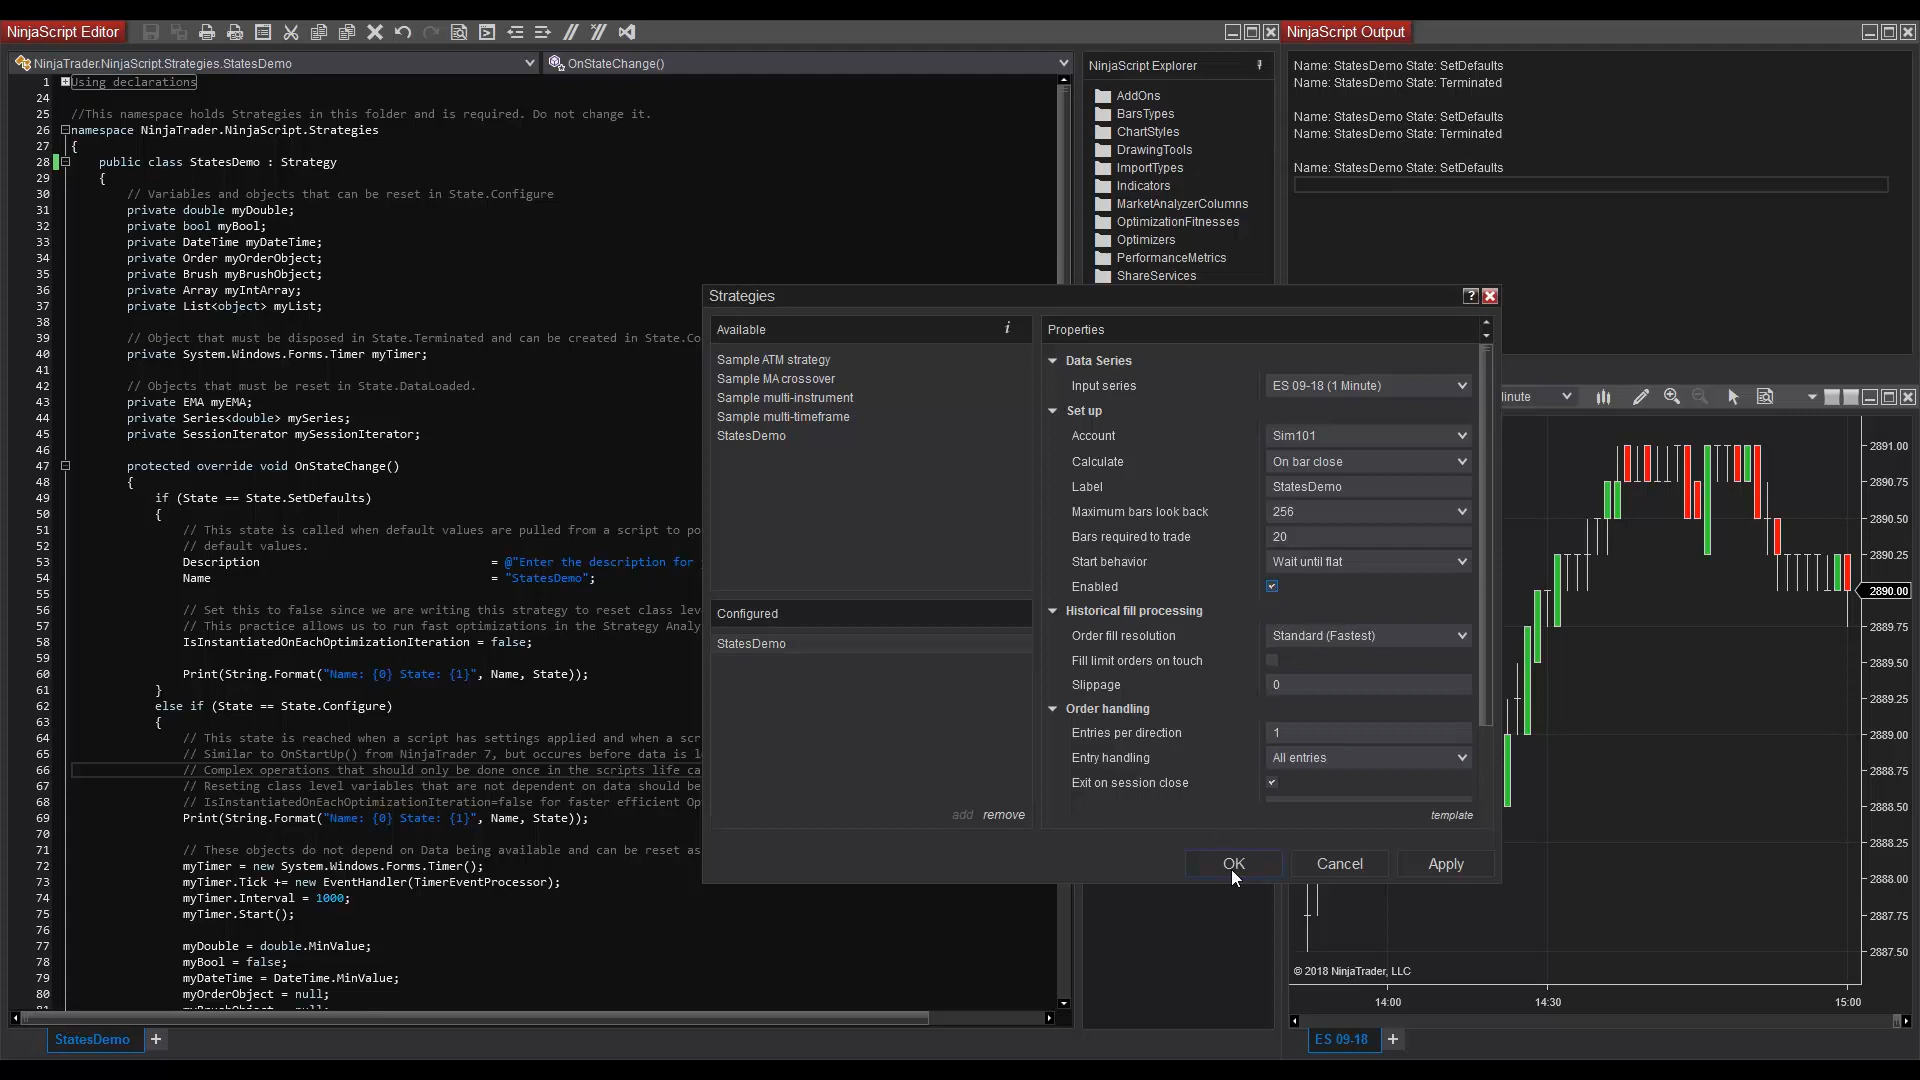 NinjaScript Editor
NinjaTrader.NinjaScript.Strategies.StatesDemo
OnStateChange()
1 Using declarations
24
25 //This namespace holds Strategies in this folder and is required. Do not change it.
26 namespace NinjaTrader.NinjaScript.Strategies
27 {
28 public class StatesDemo : Strategy
29 {
30 // Variables and objects that can be reset in State.Configure
31 private double myDouble;
32 private bool myBool;
33 private DateTime myDateTime;
34 private Order myOrderObject;
35 private Brush myBrushObject;
36 private Array myIntArray;
37 private List<object> myList;
38
39 // Object that must be disposed in State.Terminated and can be created in State.Co
40 private System.Windows.Forms.Timer myTimer;
41
42 // Objects that must be reset in State.DataLoaded.
43 private EMA myEMA;
44 private Series<double> mySeries;
45 private SessionIterator mySessionIterator;
46
47 protected override void OnStateChange()
48 {
49 if (State == State.SetDefaults)
50 {
51 // This state is called when default values are pulled from a script to po
52 // default values.
53 Description = @"Enter the description for
54 Name = "StatesDemo";
55
56 // Set this to false since we are writing this strategy to reset class lev
57 // This practice allows us to run fast optimizations in the Strategy Analy
58 IsInstantiatedOnEachOptimizationIteration = false;
59
60 Print(String.Format("Name: {0} State: {1}", Name, State));
61 }
62 else if (State == State.Configure)
63 {
64 // This state is reached when a script has settings applied and when a scr
65 // Similar to OnStartUp() from NinjaTrader 7, but occures before data is l
66 // Complex operations that should only be done once in the scripts life ca
67 // Reseting class level variables that are not dependent on data should be
68 // IsInstantiatedOnEachOptimizationIteration=false for faster efficient Op
69 Print(String.Format("Name: {0} State: {1}", Name, State));
70
71 // These objects do not depend on Data being available and can be reset as
72 myTimer = new System.Windows.Forms.Timer();
73 myTimer.Tick += new EventHandler(TimerEventProcessor);
74 myTimer.Interval = 1000;
75 myTimer.Start();
76
77 myDouble = double.MinValue;
78 myBool = false;
79 myDateTime = DateTime.MinValue;
80 myOrderObject = null;
StatesDemo +
NinjaScript Explorer
AddOns
BarsTypes
ChartStyles
DrawingTools
ImportTypes
Indicators
MarketAnalyzerColumns
OptimizationFitnesses
Optimizers
PerformanceMetrics
ShareServices
NinjaScript Output
Name: StatesDemo State: SetDefaults
Name: StatesDemo State: Terminated
Name: StatesDemo State: SetDefaults
Name: StatesDemo State: Terminated
Name: StatesDemo State: SetDefaults
Strategies
?
Available
i
Sample ATM strategy
Sample MA crossover
Sample multi-instrument
Sample multi-timeframe
StatesDemo
Configured
StatesDemo
add remove
Properties
Data Series
Input series ES 09-18 (1 Minute)
Set up
Account Sim101
Calculate On bar close
Label StatesDemo
Maximum bars look back 256
Bars required to trade 20
Start behavior Wait until flat
Enabled
Historical fill processing
Order fill resolution Standard (Fastest)
Fill limit orders on touch
Slippage 0
Order handling
Entries per direction 1
Entry handling All entries
Exit on session close
template
OK Cancel Apply
inute
2891.00
2890.75
2890.50
2890.25
2890.00
2889.75
2889.50
2889.25
2889.00
2888.75
2888.50
2888.25
2888.00
2887.75
2887.50
© 2018 NinjaTrader, LLC
14:00 14:30 15:00
ES 09-18 +